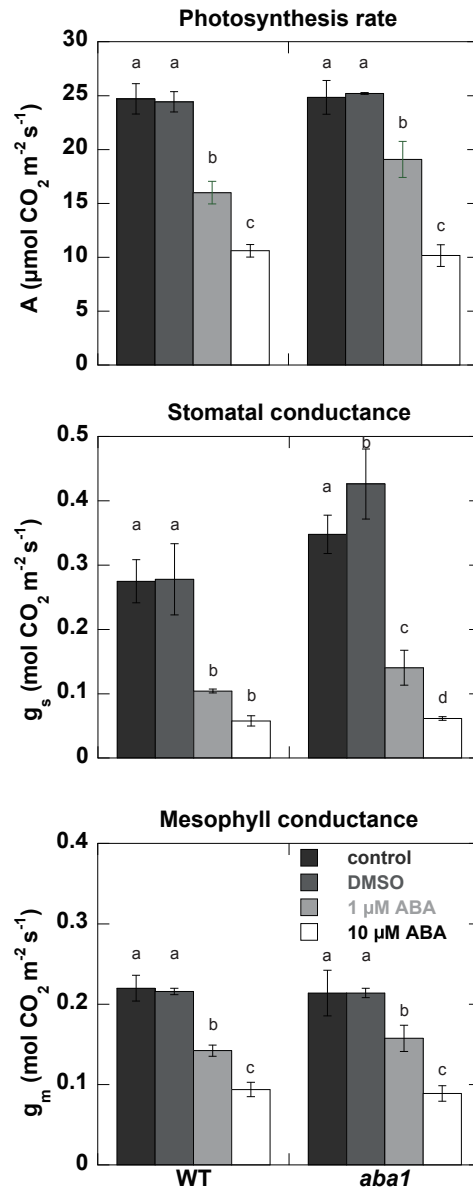 Photosynthesis rate
A (µmol CO₂ m⁻² s⁻¹)
30
25
20
15
10
5
0
a a b c
a a b c
Stomatal conductance
gₛ (mol CO₂ m⁻² s⁻¹)
0.5
0.4
0.3
0.2
0.1
0
a a b b
a b c d
Mesophyll conductance
gₘ (mol CO₂ m⁻² s⁻¹)
0.4
0.3
0.2
0.1
0
control
DMSO
1 µM ABA
10 µM ABA
a a b c
a a b c
WT aba1